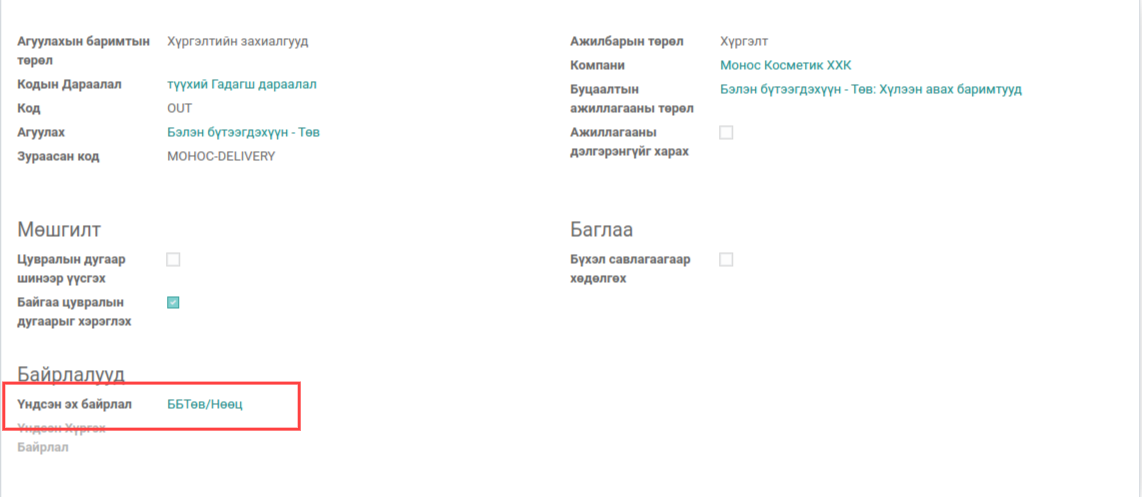 Агуулахын баримтын төрөл Хүргэлтийн захиалгууд
Кодын Дараалал түүхий Гадагш дараалал
Код OUT
Агуулах Бэлэн бүтээгдэхүүн - Төв
Зураасан код МОНОС-DELIVERY
Ажилбарын төрөл Хүргэлт
Компани Монос Косметик ХХК
Буцаалтын ажиллагааны төрөл Бэлэн бүтээгдэхүүн - Төв: Хүлээн авах баримтууд
Ажиллагааны дэлгэрэнгүйг харах
Мөшгилт
Цувралын дугаар шинээр үүсгэх
Байгаа цувралын дугаарыг хэрэглэх
Баглаа
Бүхэл савлагаагаар хөдөлгөх
Байрлалууд
Үндсэн эх байрлал ББТөв/Нөөц
Үндсэн Хүргэх Байрлал